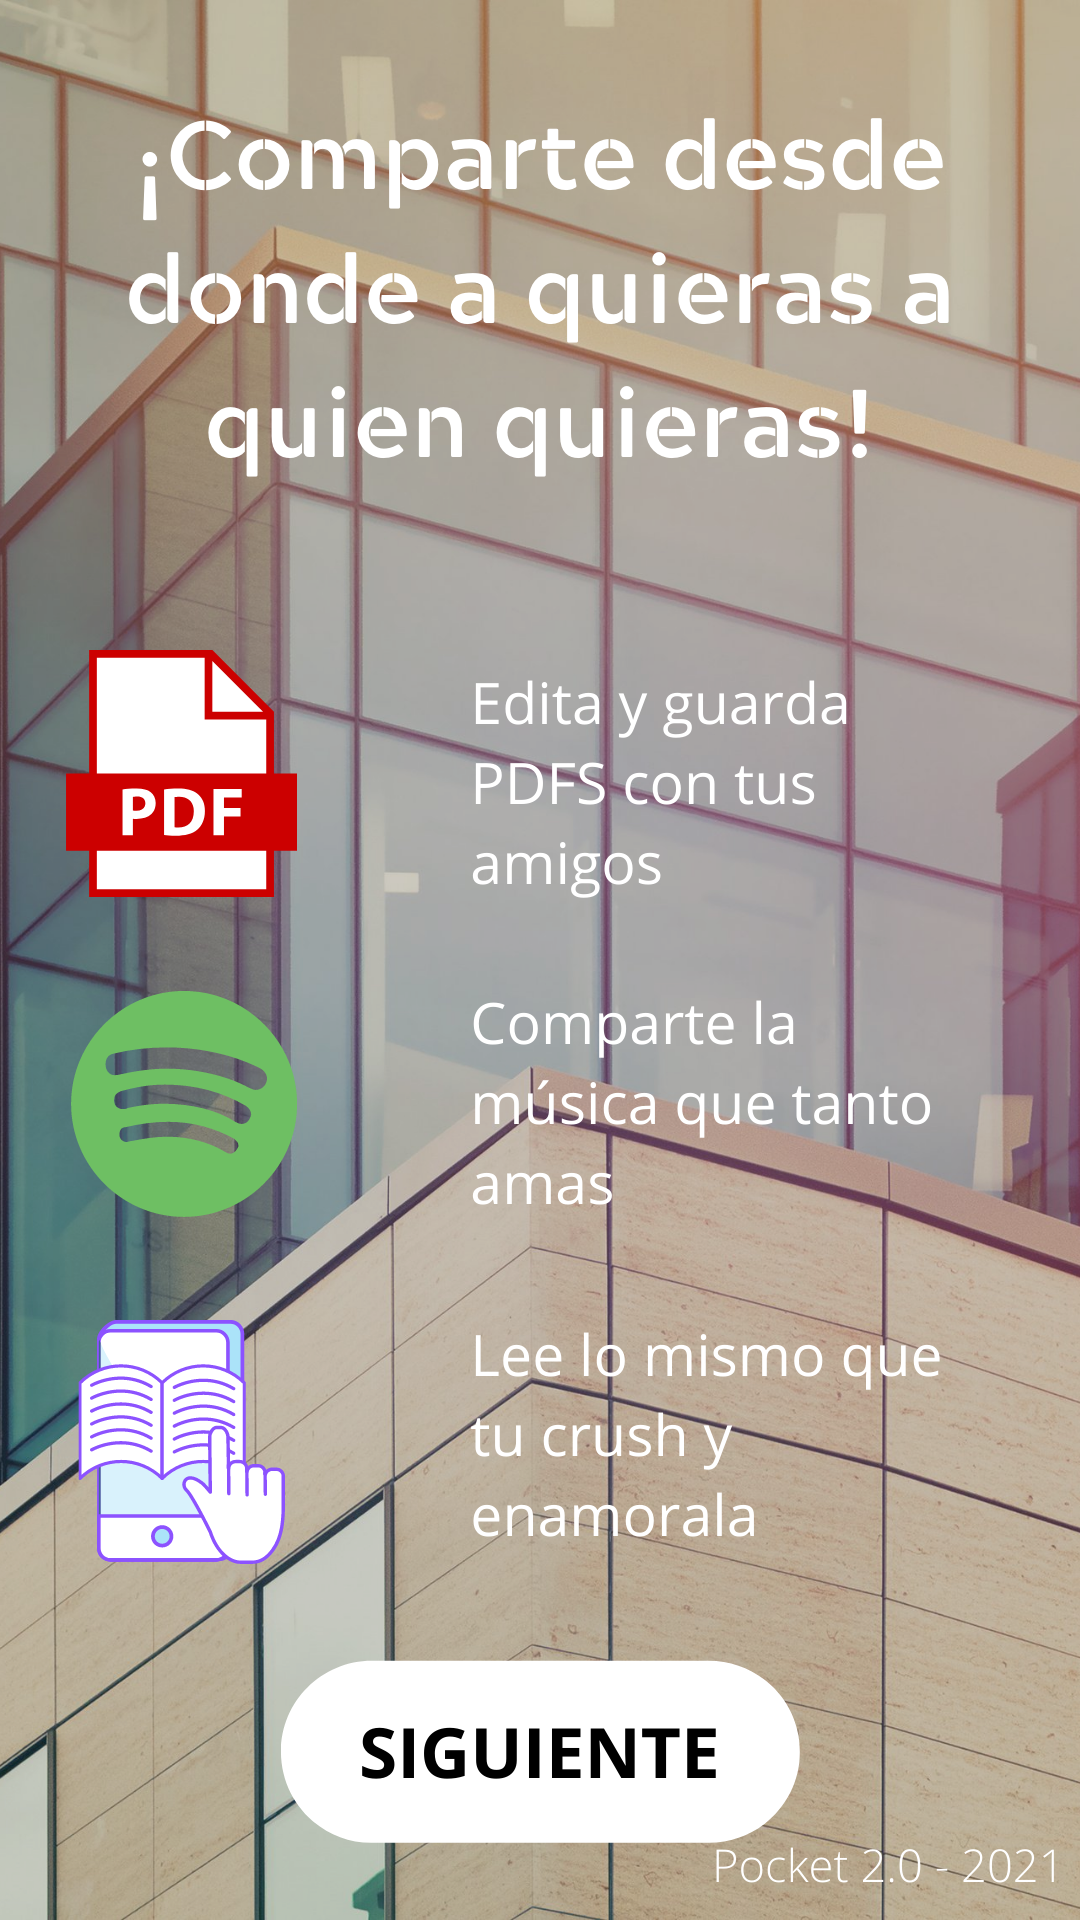 ¡Comparte desde
donde a quieras a
quien quieras!
Edita y guarda
PDFS con tus
amigos
PDF
Comparte la
música que tanto
amas
Lee lo mismo que
tu crush y
enamorala
SIGUIENTE
Pocket 2.0 - 2021